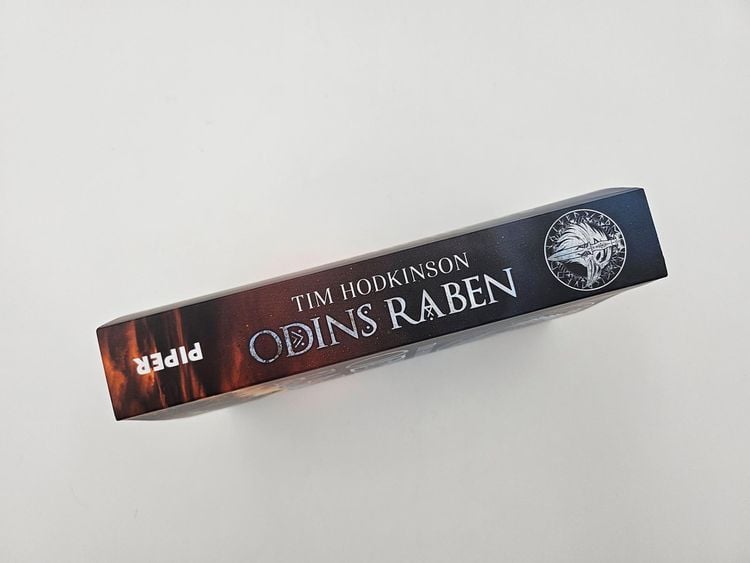 TIM HODKINSON
ODINS RABEN
PIPER